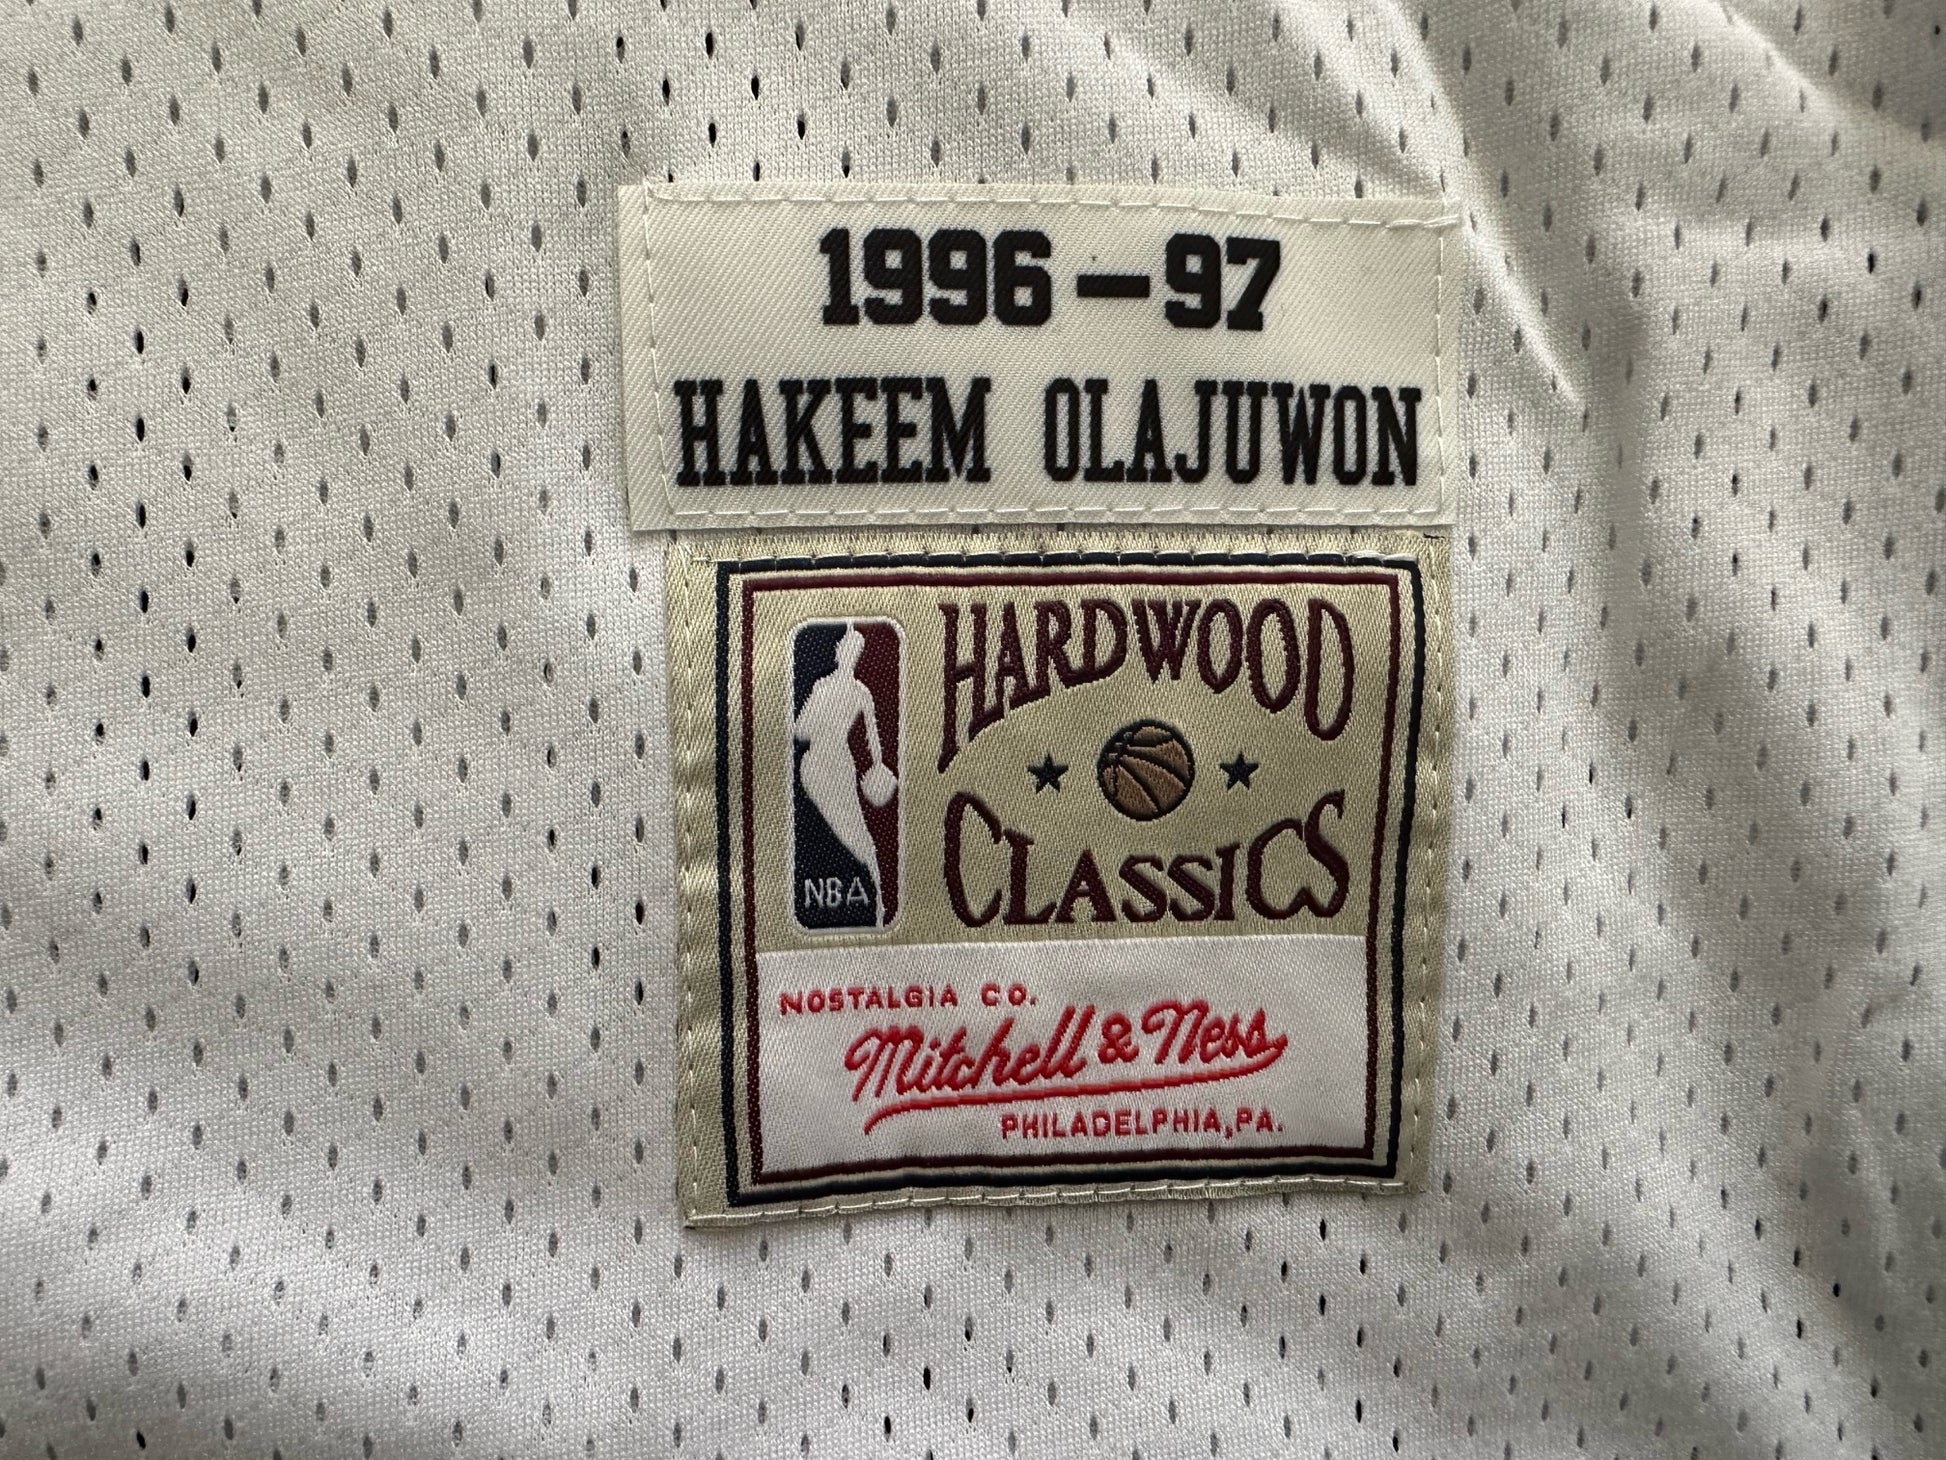 1996-97
HAKEEM OLAJUWON
HARDWOOD
CLASSICS
NBA
NOSTALGIA CO.
Mitchell & Ness
PHILADELPHIA, PA.